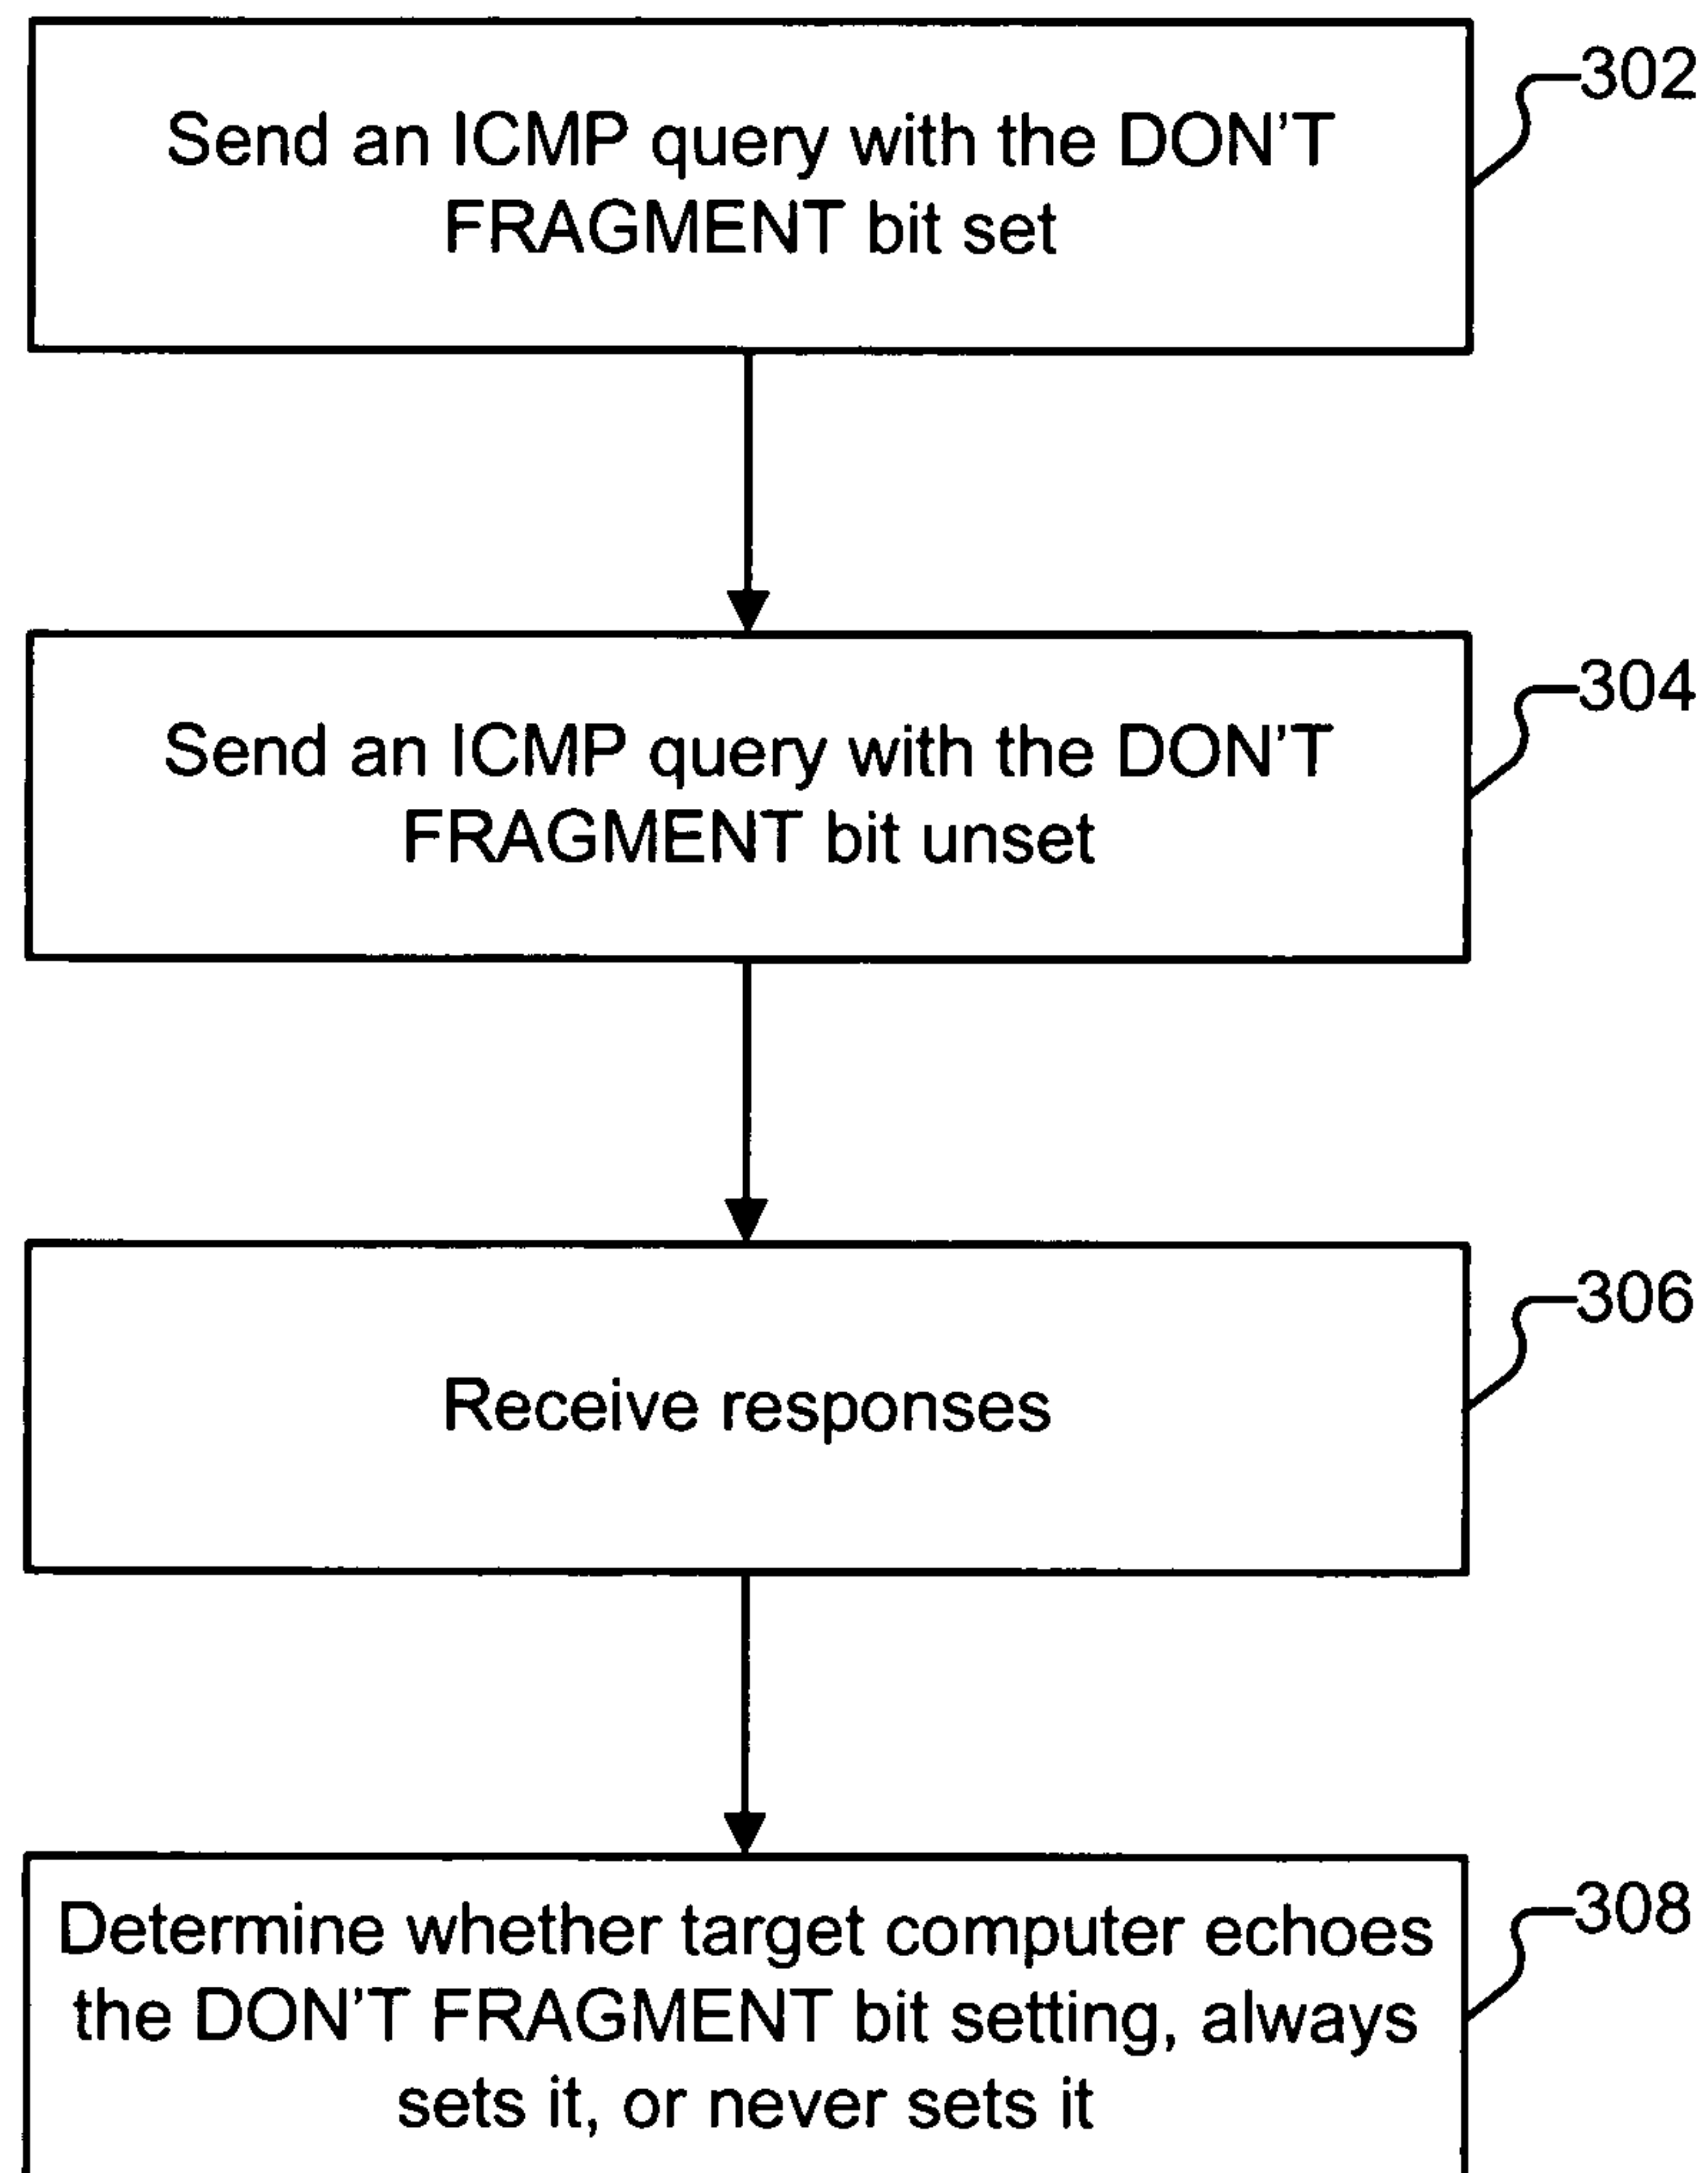 Send an ICMP query with the DON'T
FRAGMENT bit set
302
Send an ICMP query with the DON'T
FRAGMENT bit unset
304
Receive responses
306
Determine whether target computer echoes
the DON'T FRAGMENT bit setting, always
sets it, or never sets it
308